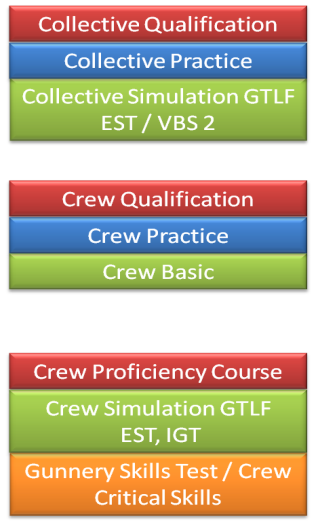 Collective Qualification
Collective Practice
Collective Simulation GTLF
EST / VBS 2
Crew Qualification
Crew Practice
Crew Basic
Crew Proficiency Course
Crew Simulation GTLF
EST, IGT
Gunnery Skills Test / Crew
Critical Skills